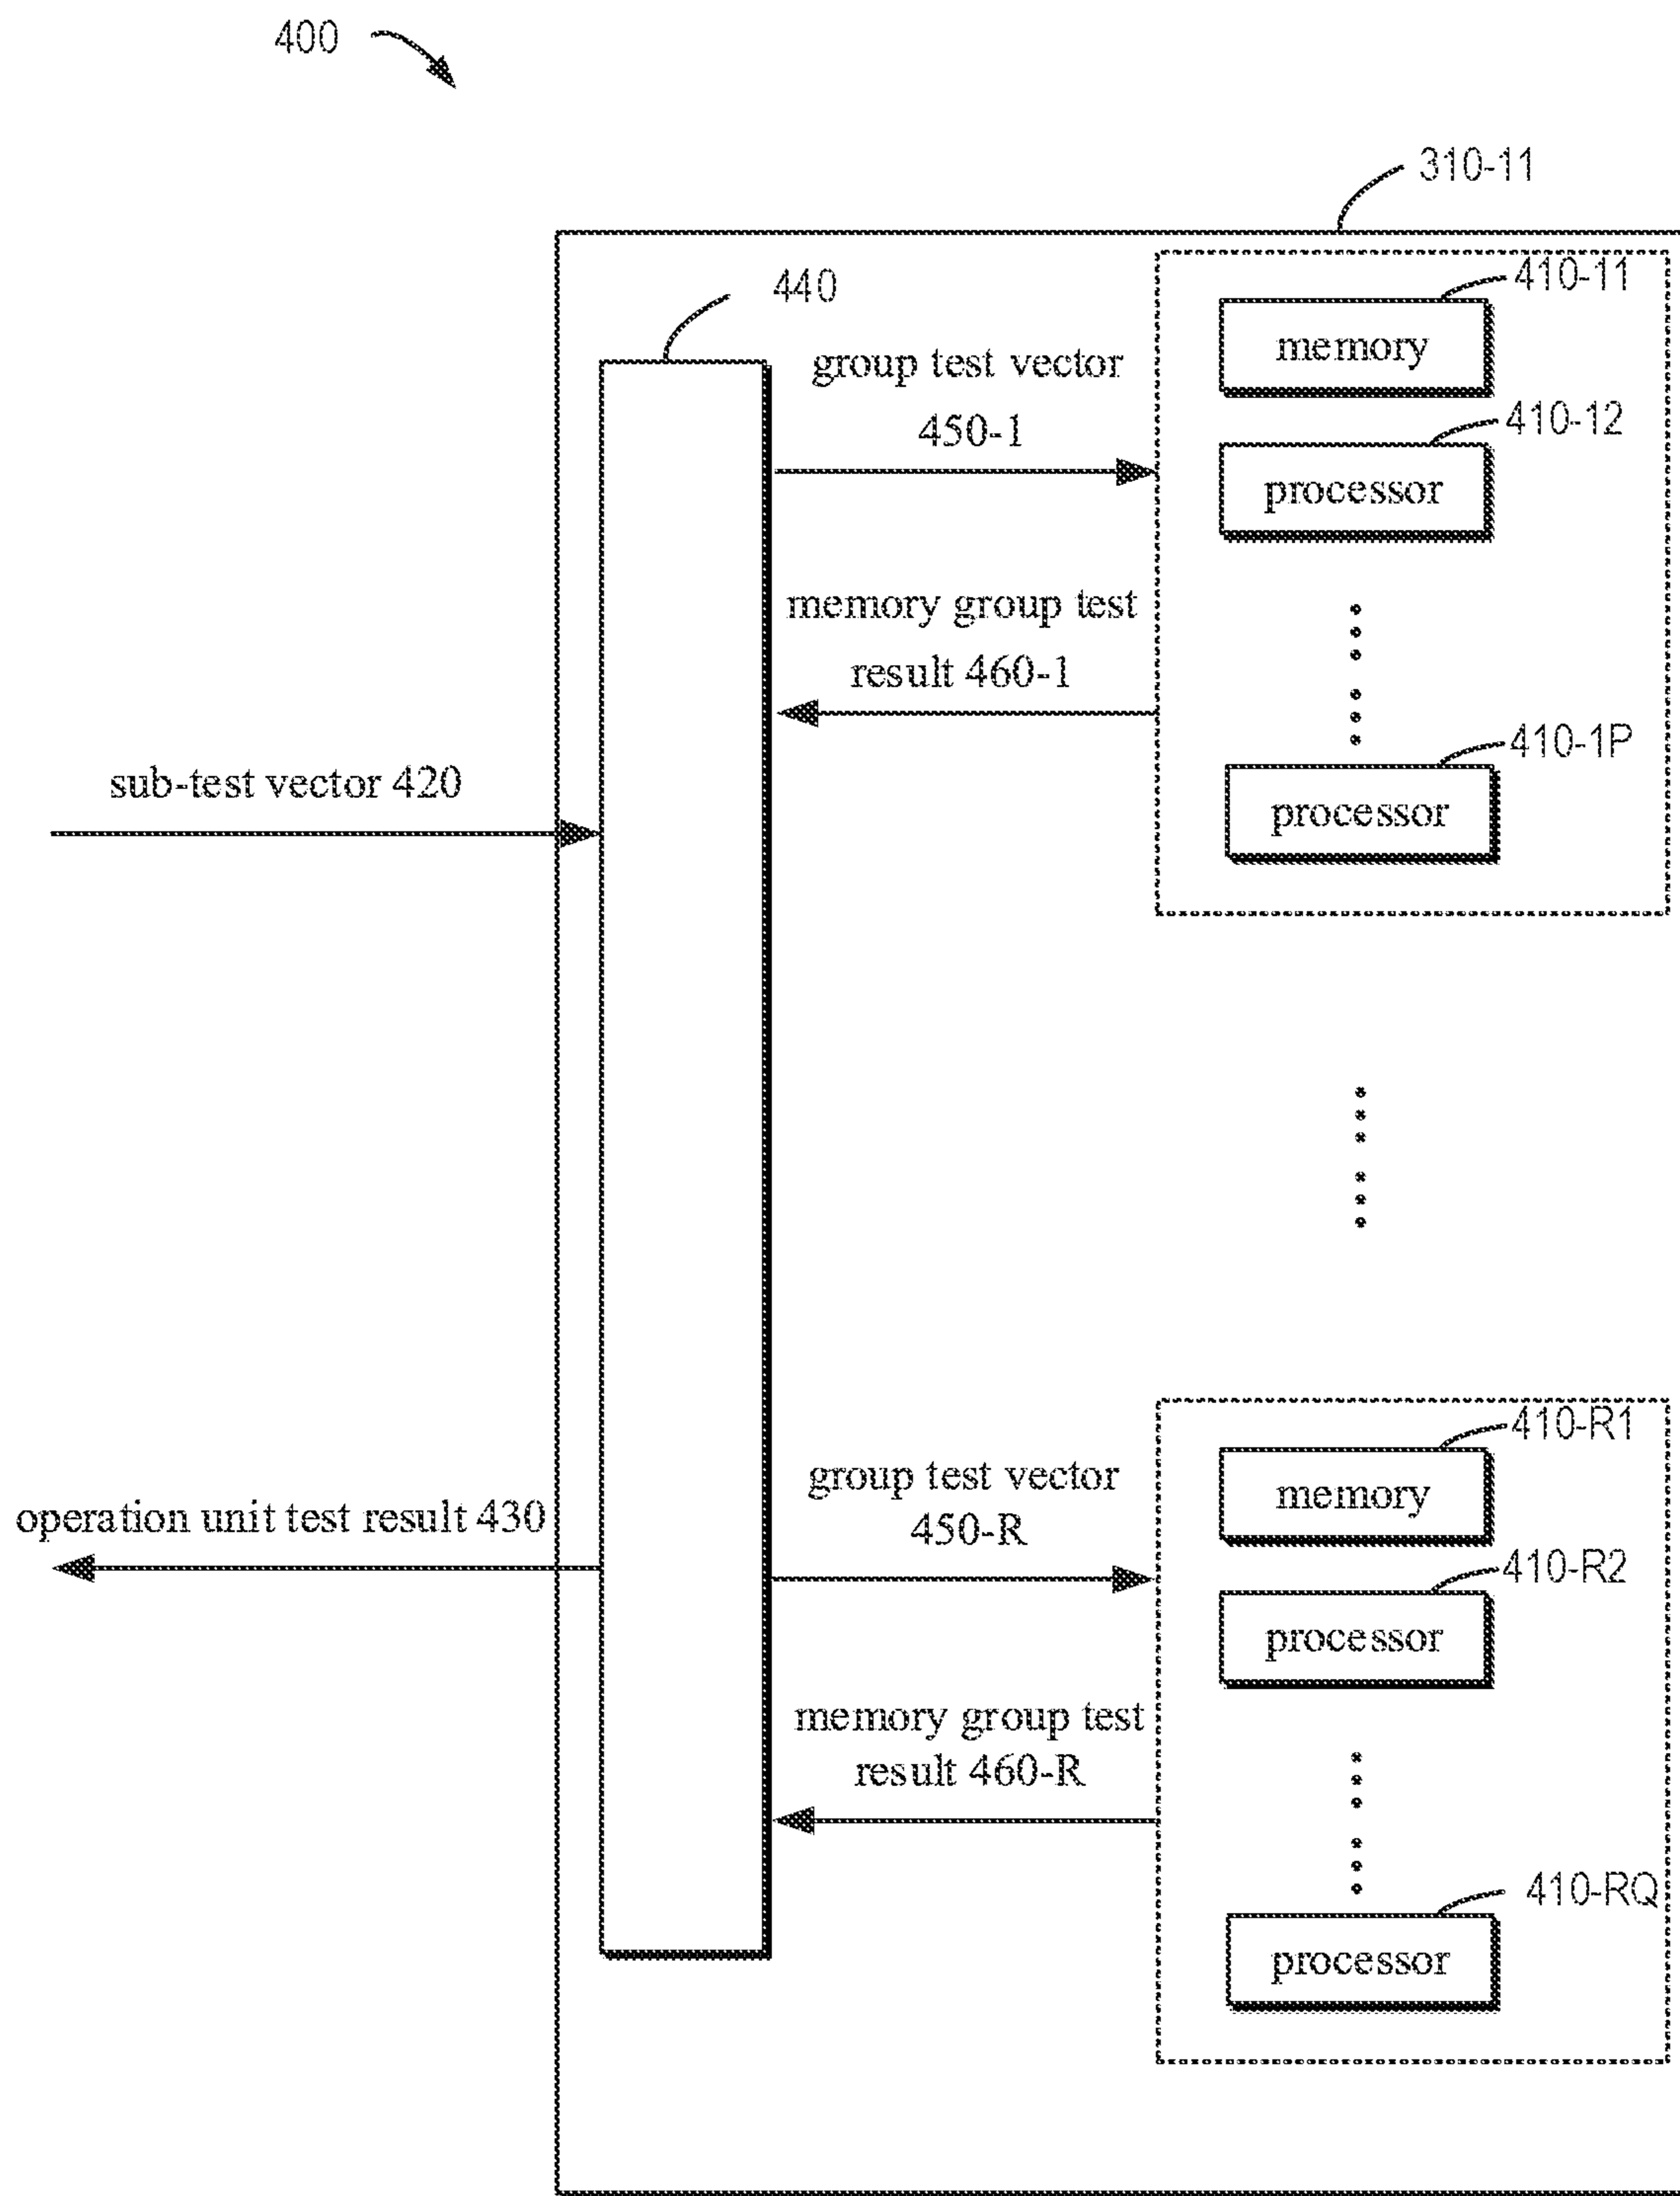 400
310-11
440
410-11
memory
group test vector
450-1
410-12
processor
memory group test
result 460-1
410-1P
processor
sub-test vector 420
410-R1
memory
group test vector
450-R
operation unit test result 430
410-R2
processor
memory group test
result 460-R
410-RQ
processor